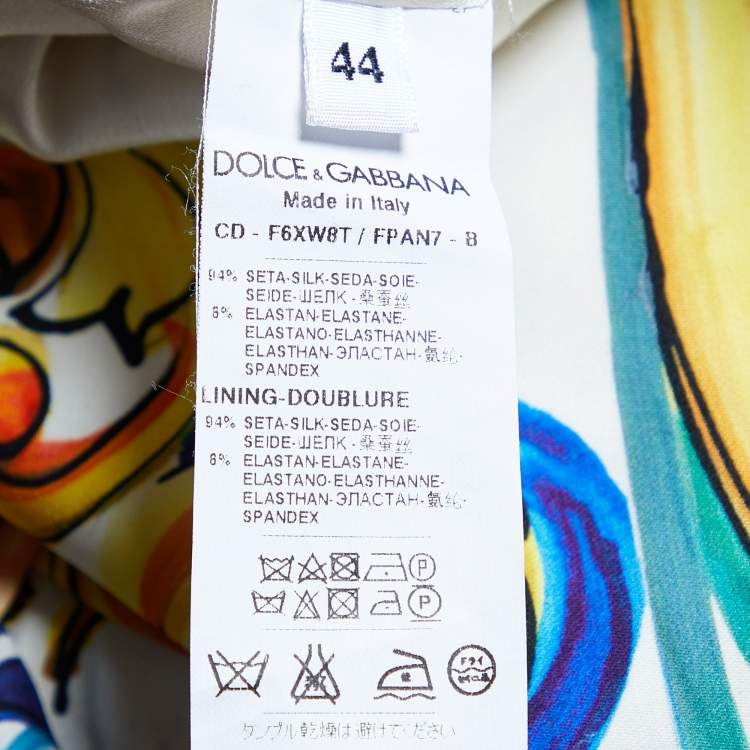 44
DOLCE & GABBANA
Made in Italy
CD - F6XW8T / FPAN7 - B
94% SETA-SILK-SEDA-SOIE-
SEIDE-ШЕЛК-桑蚕丝
6% ELASTAN-ELASTANE-
ELASTANO-ELASTHANNE-
ELASTHAN-ЭЛАСТАН-氨纶-
SPANDEX
LINING-DOUBLURE
94% SETA-SILK-SEDA-SOIE-
SEIDE-ШЕЛК-桑蚕丝
6% ELASTAN-ELASTANE-
ELASTANO-ELASTHANNE-
ELASTHAN-ЭЛАСТАН-氨纶-
SPANDEX
P
P
ドライ
タンブル乾燥は避けてください